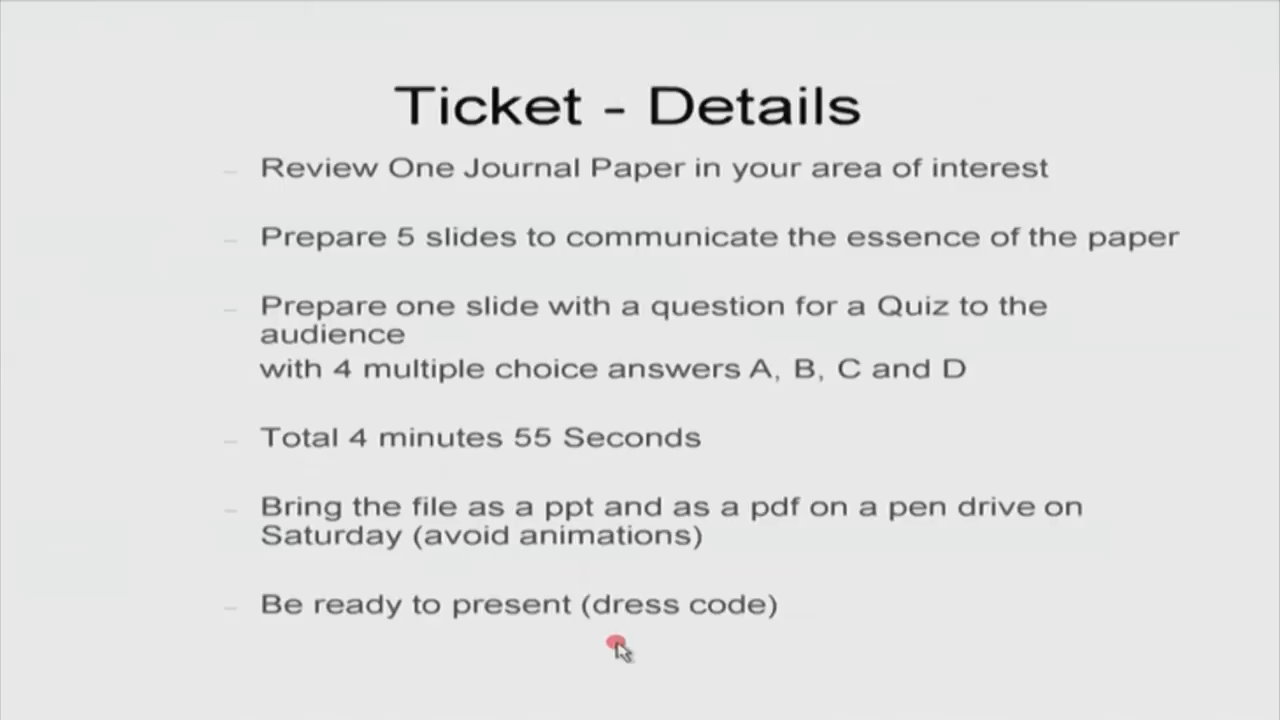 Ticket - Details
– Review One Journal Paper in your area of interest
– Prepare 5 slides to communicate the essence of the paper
– Prepare one slide with a question for a Quiz to the
audience
with 4 multiple choice answers A, B, C and D
– Total 4 minutes 55 Seconds
– Bring the file as a ppt and as a pdf on a pen drive on
Saturday (avoid animations)
– Be ready to present (dress code)